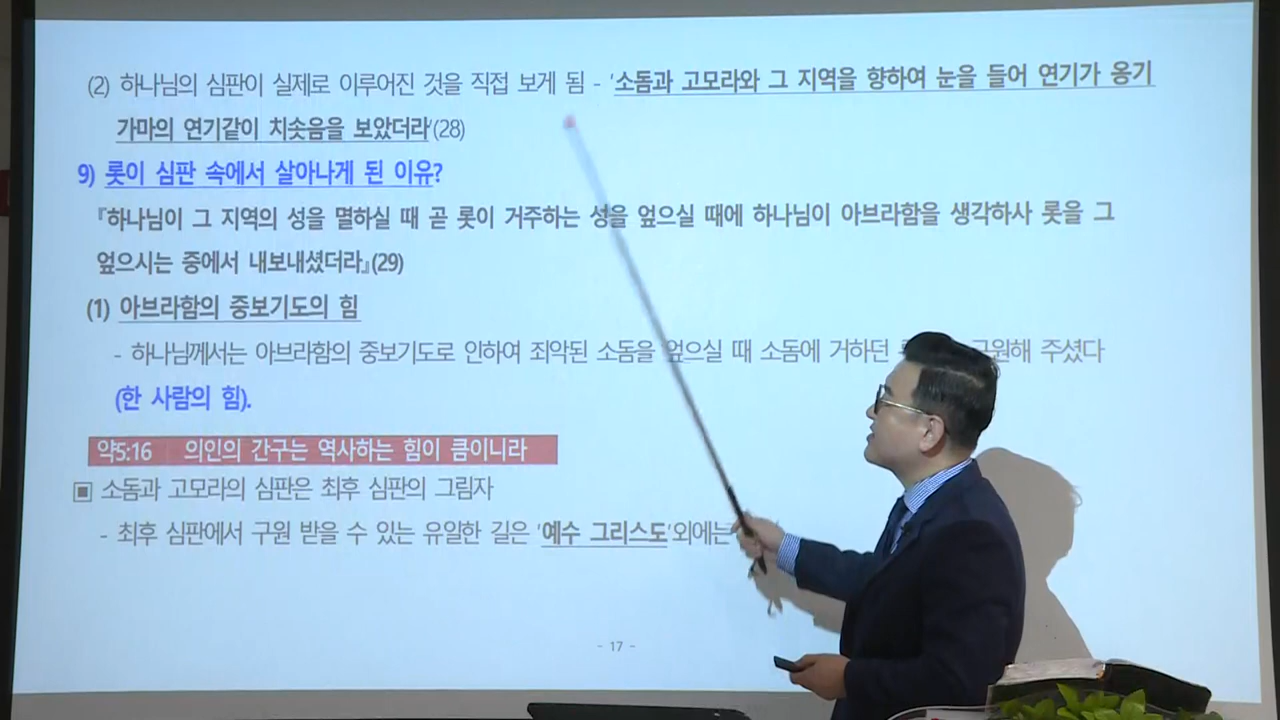 (2) 하나님의 심판이 실제로 이루어진 것을 직접 보게 됨 - '소돔과 고모라와 그 지역을 향하여 눈을 들어 연기가 옹기
가마의 연기같이 치솟음을 보았더라'(28)
9) 롯이 심판 속에서 살아나게 된 이유?
『하나님이 그 지역의 성을 멸하실 때 곧 롯이 거주하는 성을 엎으실 때에 하나님이 아브라함을 생각하사 롯을 그
엎으시는 중에서 내보내셨더라』(29)
(1) 아브라함의 중보기도의 힘
- 하나님께서는 아브라함의 중보기도로 인하여 죄악된 소돔을 엎으실 때 소돔에 거하던 구원해 주셨다
(한 사람의 힘).
약5:16 의인의 간구는 역사하는 힘이 큼이니라
▣ 소돔과 고모라의 심판은 최후 심판의 그림자
- 최후 심판에서 구원 받을 수 있는 유일한 길은 '예수 그리스도'외에는
- 17 -